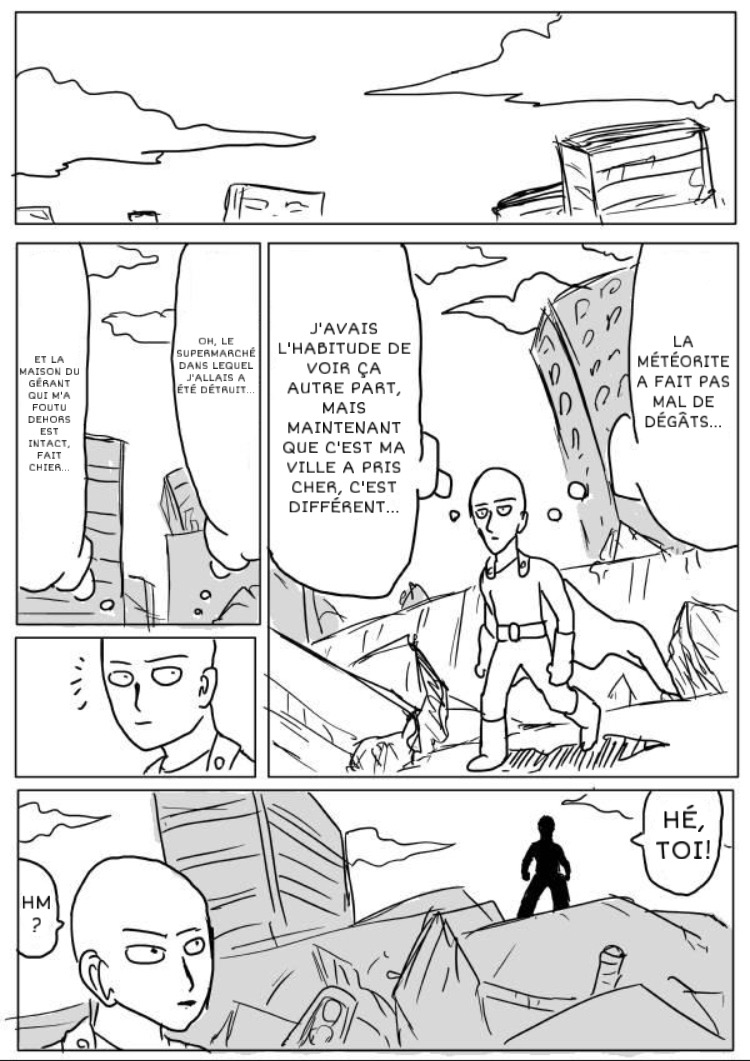 LA
MÉTÉORITE
A FAIT PAS
MAL DE
DÉGÂTS...
J'AVAIS
L'HABITUDE DE
VOIR ÇA
AUTRE PART,
MAIS
MAINTENANT
QUE C'EST MA
VILLE A PRIS
CHER, C'EST
DIFFÉRENT...
OH, LE
SUPERMARCHÉ
DANS LEQUEL
J'ALLAIS A
ÉTÉ DÉTRUIT...
ET LA
MAISON DU
GÉRANT
QUI M'A
FOUTU
DEHORS
EST
INTACT,
FAIT
CHIER...
HÉ,
TOI!
HM
?